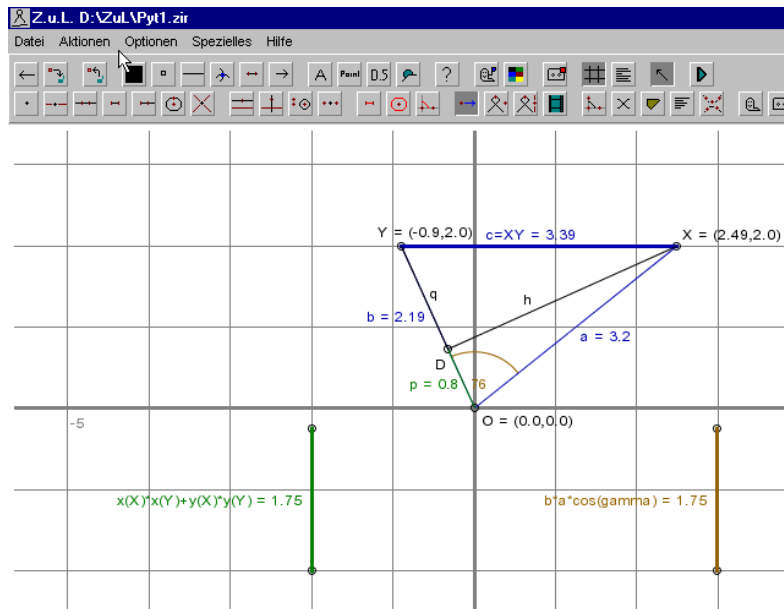 Z.u.L. D:\ZuL\Pyt1.zir
Datei Aktionen Optionen Spezielles Hilfe
A Point D.5 ?
Y = (-0.9,2.0)
c=XY = 3.39
X = (2.49,2.0)
q
h
b = 2.19
a = 3.2
D
p = 0.8
76
-5
O = (0.0,0.0)
x(X)*x(Y)+y(X)*y(Y) = 1.75
b*a*cos(gamma) = 1.75